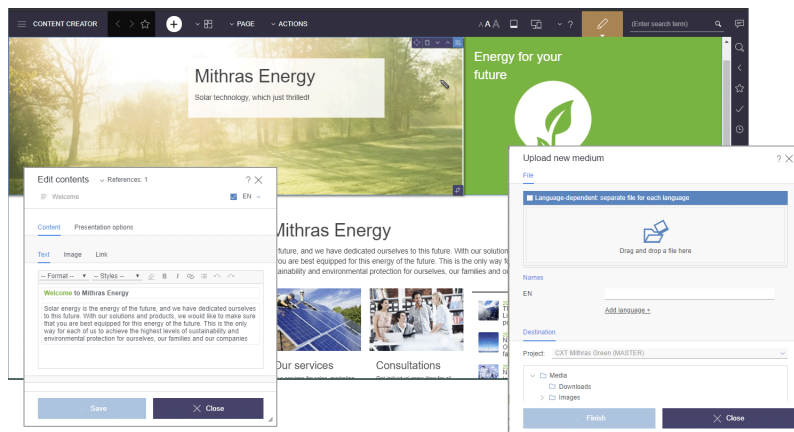 CONTENT CREATOR
PAGE
ACTIONS
A A A
?
(Enter search term)
Mithras Energy
Solar technology, which just thrilled!
Energy for your
future
Edit contents
References: 1
?
Welcome
EN
Content
Presentation options
Text
Image
Link
-- Format --
-- Styles --
B
I
Welcome to Mithras Energy
Solar energy is the energy of the future, and we have dedicated ourselves
to this future. With our solutions and products, we would like to make sure
that you are best equipped for this energy of the future. This is the only
way for each of us to achieve the highest levels of sustainability and
environmental protection for ourselves, our families and our companies
Save
Close
Mithras Energy
future, and we have dedicated ourselves to this future. With our solution
you are best equipped for this energy of the future. This is the only way f
ainability and environmental protection for ourselves, our families and o
Our services
Consultations
Upload new medium
?
File
Language-dependent: separate file for each language
Drag and drop a file here
Names
EN
Add language +
Destination
Project:
CXT Mithras Green (MASTER)
Media
Downloads
Images
Finish
Close